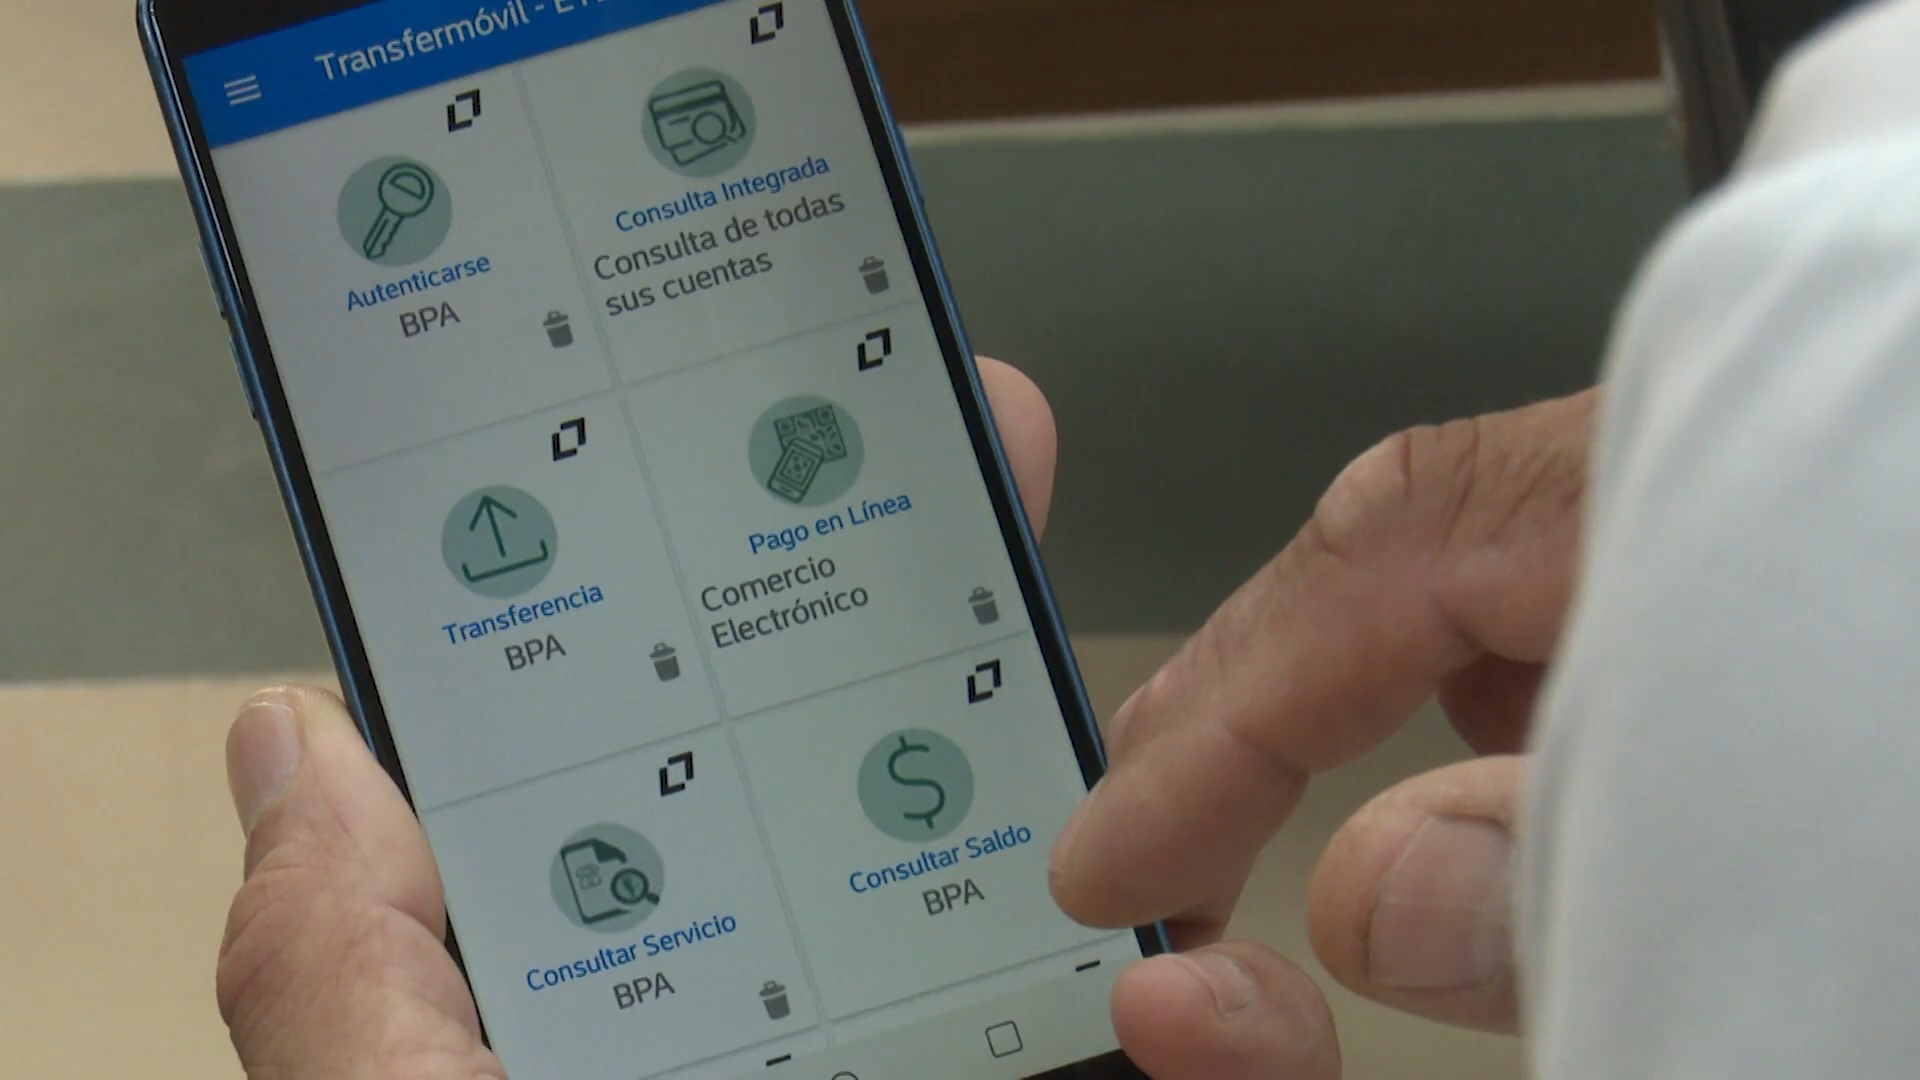 Transfermóvil -
Autenticarse
BPA
Consulta Integrada
Consulta de todas
sus cuentas
Transferencia
BPA
Pago en Línea
Comercio
Electrónico
Consultar Servicio
BPA
Consultar Saldo
BPA